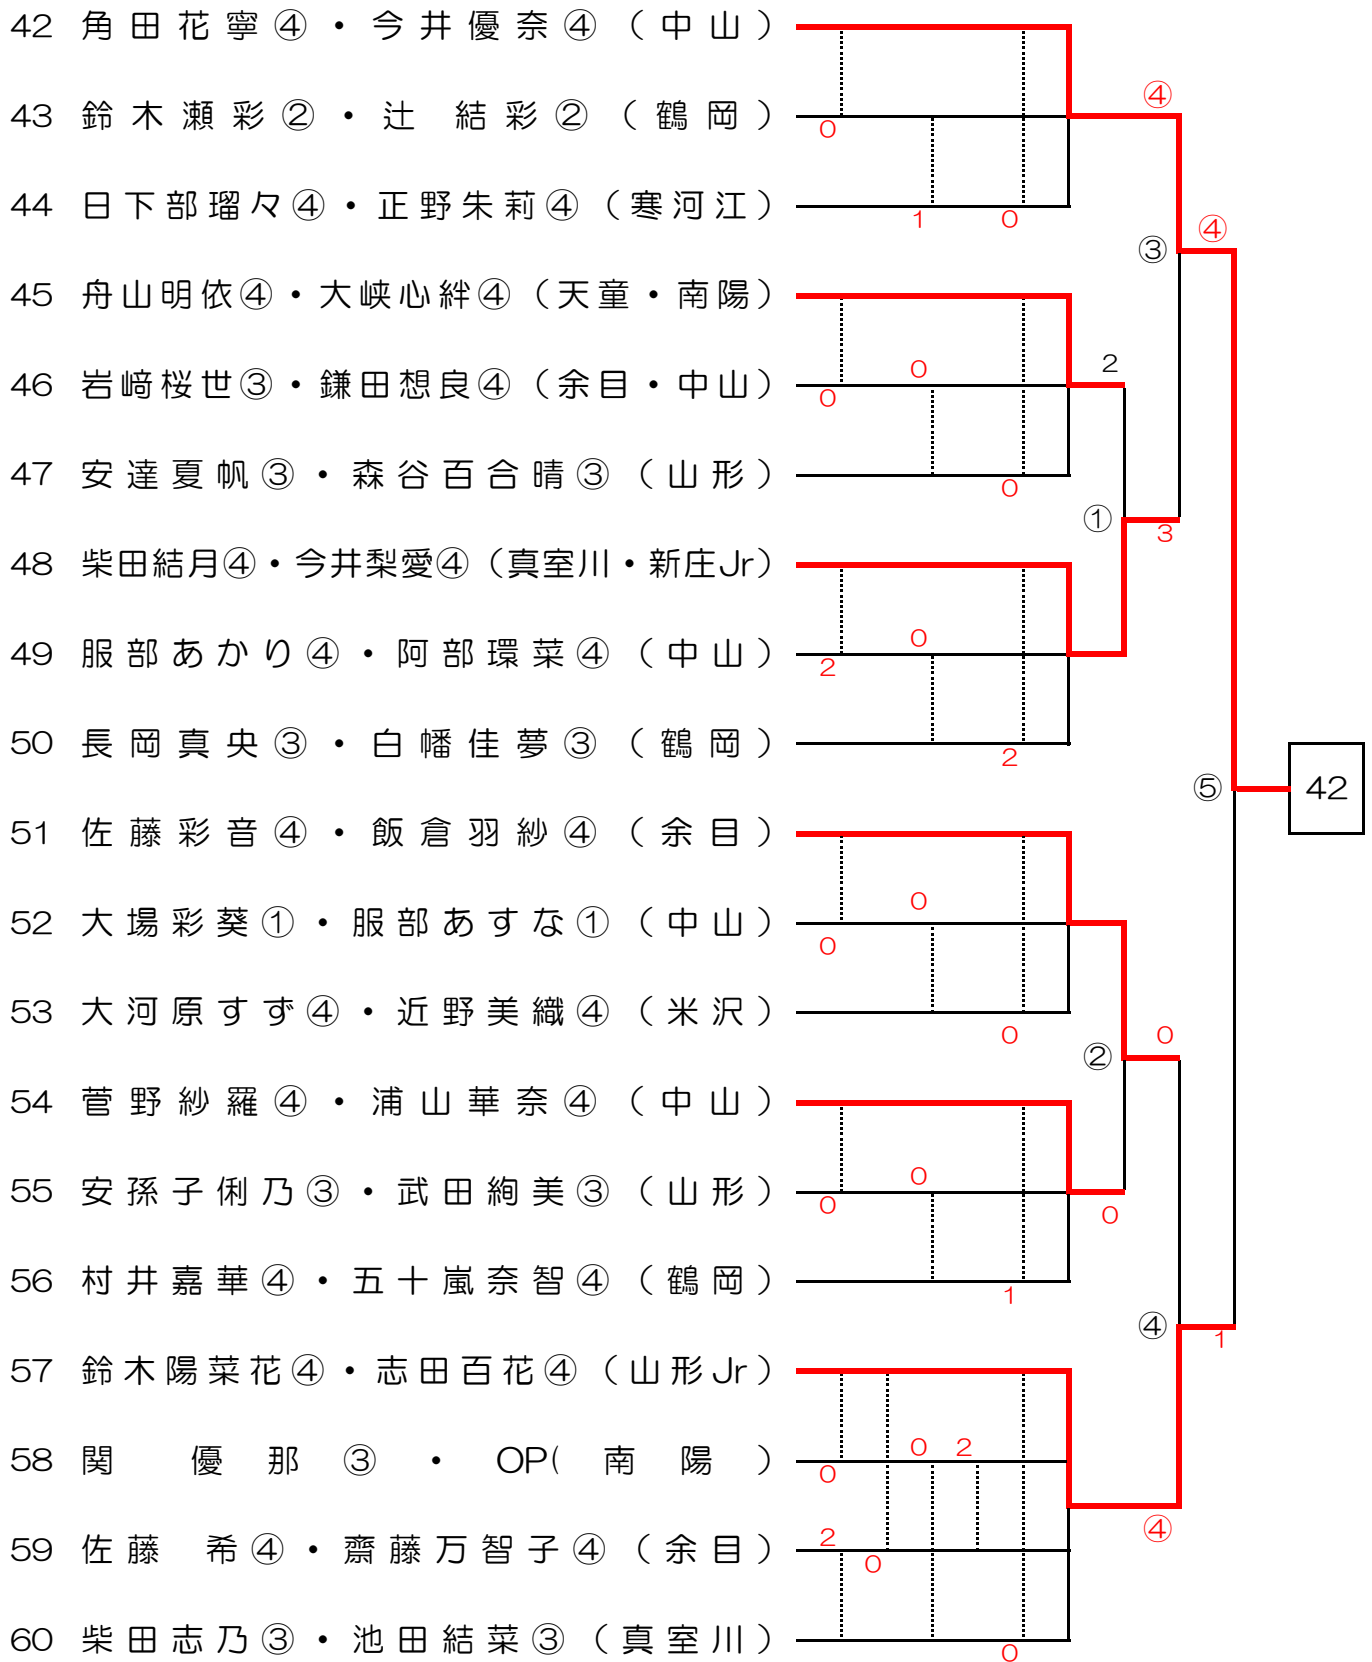 42 角田花寧④・今井優奈④（中山）
④
43 鈴木瀬彩②・辻 結彩②（鶴岡）
0
44 日下部瑠々④・正野朱莉④（寒河江）
1 0
③ ④
45 舟山明依④・大峡心絆④（天童・南陽）
0 2
46 岩﨑桜世③・鎌田想良④（余目・中山）
0
47 安達夏帆③・森谷百合晴③（山形）
0
① 3
48 柴田結月④・今井梨愛④（真室川・新庄Jr）
0
49 服部あかり④・阿部環菜④（中山）
2
50 長岡真央③・白幡佳夢③（鶴岡）
2
⑤ 42
51 佐藤彩音④・飯倉羽紗④（余目）
0
52 大場彩葵①・服部あすな①（中山）
0
53 大河原すず④・近野美織④（米沢）
0
② 0
54 菅野紗羅④・浦山華奈④（中山）
0
55 安孫子俐乃③・武田絢美③（山形）
0 0
56 村井嘉華④・五十嵐奈智④（鶴岡）
1
④ 1
57 鈴木陽菜花④・志田百花④（山形Jr）
0 2
58 関 優那③・OP(南陽）
0
2 ④
59 佐藤 希④・齋藤万智子④（余目）
0
60 柴田志乃③・池田結菜③（真室川）
0